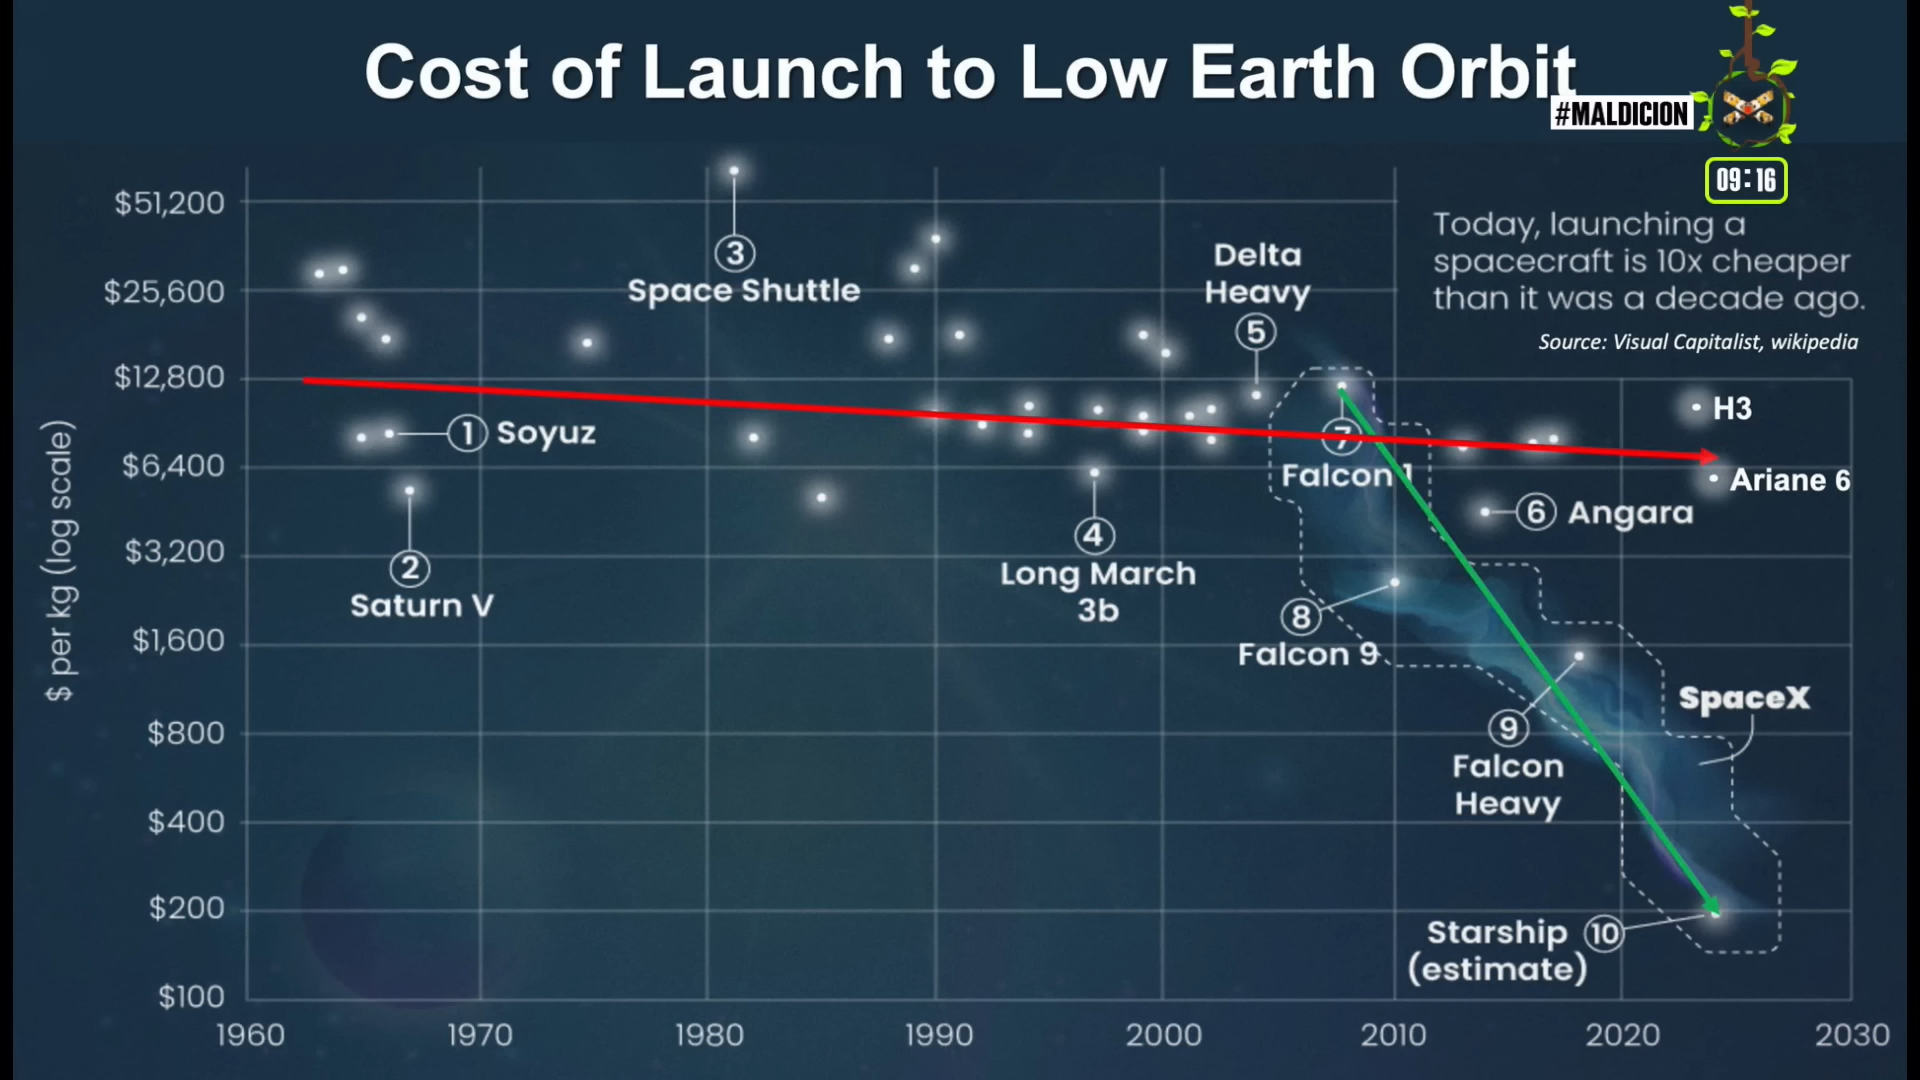 Cost of Launch to Low Earth Orbit
#MALDICION
09:16
Today, launching a
spacecraft is 10x cheaper
than it was a decade ago.
Source: Visual Capitalist, wikipedia
$ per kg (log scale)
$51,200
$25,600
$12,800
$6,400
$3,200
$1,600
$800
$400
$200
$100
3
Space Shuttle
Delta
Heavy
5
1 Soyuz
2
Saturn V
4
Long March
3b
7
Falcon 1
H3
Ariane 6
6 Angara
8
Falcon 9
9
Falcon
Heavy
SpaceX
Starship 10
(estimate)
1960
1970
1980
1990
2000
2010
2020
2030